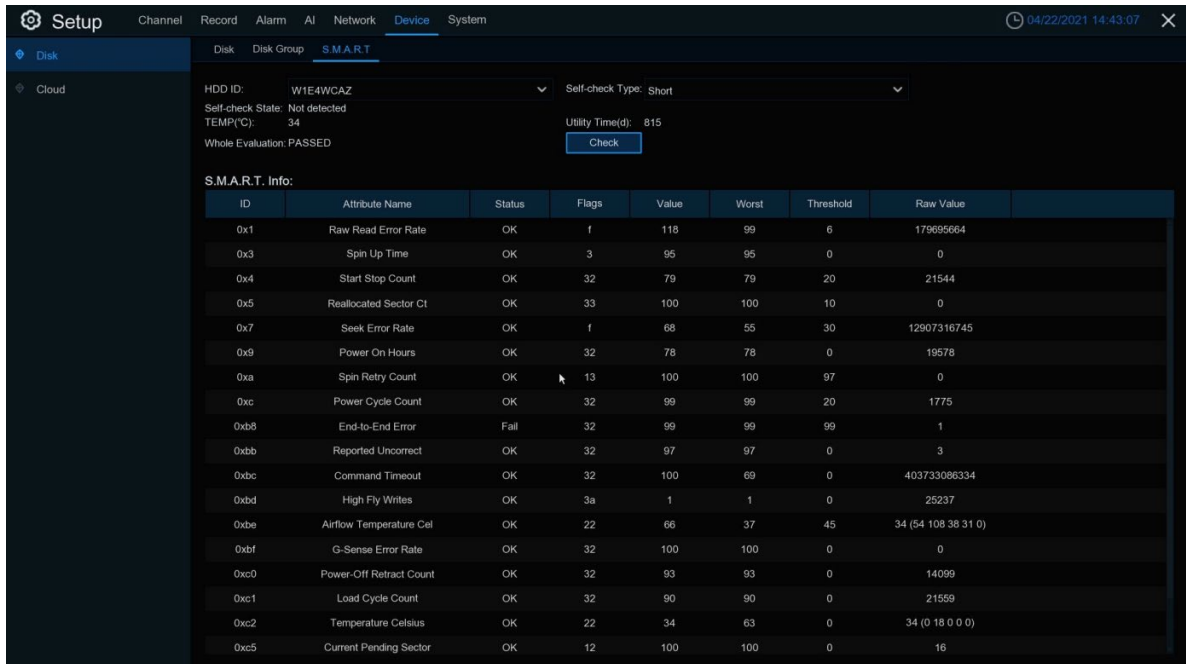 Setup Channel Record Alarm AI Network Device System 04/22/2021 14:43:07
Disk
Cloud
Disk Disk Group S.M.A.R.T
HDD ID: W1E4WCAZ Self-check Type: Short
Self-check State: Not detected
TEMP(°C): 34 Utility Time(d): 815
Whole Evaluation: PASSED Check
S.M.A.R.T. Info:
ID Attribute Name Status Flags Value Worst Threshold Raw Value
0x1 Raw Read Error Rate OK f 118 99 6 179695664
0x3 Spin Up Time OK 3 95 95 0 0
0x4 Start Stop Count OK 32 79 79 20 21544
0x5 Reallocated Sector Ct OK 33 100 100 10 0
0x7 Seek Error Rate OK f 68 55 30 12907316745
0x9 Power On Hours OK 32 78 78 0 19578
0xa Spin Retry Count OK 13 100 100 97 0
0xc Power Cycle Count OK 32 99 99 20 1775
0xb8 End-to-End Error Fail 32 99 99 99 1
0xbb Reported Uncorrect OK 32 97 97 0 3
0xbc Command Timeout OK 32 100 69 0 403733086334
0xbd High Fly Writes OK 3a 1 1 0 25237
0xbe Airflow Temperature Cel OK 22 66 37 45 34 (54 108 38 31 0)
0xbf G-Sense Error Rate OK 32 100 100 0 0
0xc0 Power-Off Retract Count OK 32 93 93 0 14099
0xc1 Load Cycle Count OK 32 90 90 0 21559
0xc2 Temperature Celsius OK 22 34 63 0 34 (0 18 0 0 0)
0xc5 Current Pending Sector OK 12 100 100 0 16